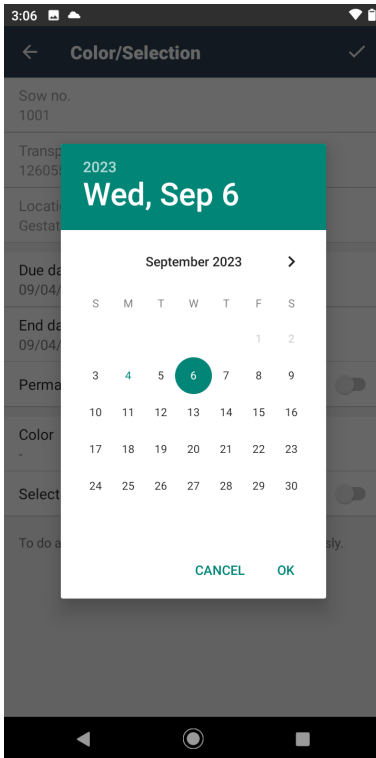 3:06
Color/Selection
Sow no.
1001
Transp
12605
Locati
Gestat
Due da
09/04/
End da
09/04/
Perma
Color
-
Select
To do a
sly.
2023
Wed, Sep 6
September 2023
S M T W T F S
1 2
3 4 5 6 7 8 9
10 11 12 13 14 15 16
17 18 19 20 21 22 23
24 25 26 27 28 29 30
CANCEL OK